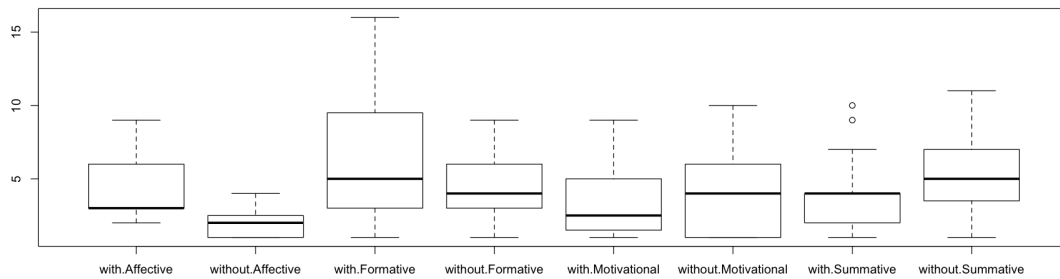 15
10
5
with.Affective without.Affective with.Formative without.Formative with.Motivational without.Motivational with.Summative without.Summative